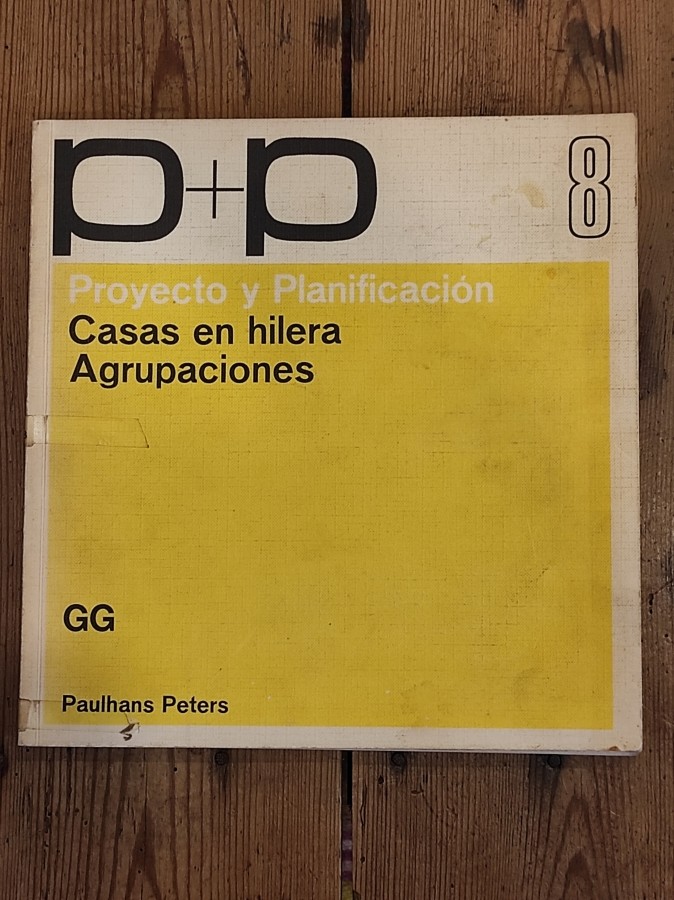 p+p
8
Proyecto y Planificación
Casas en hilera
Agrupaciones
GG
Paulhans Peters